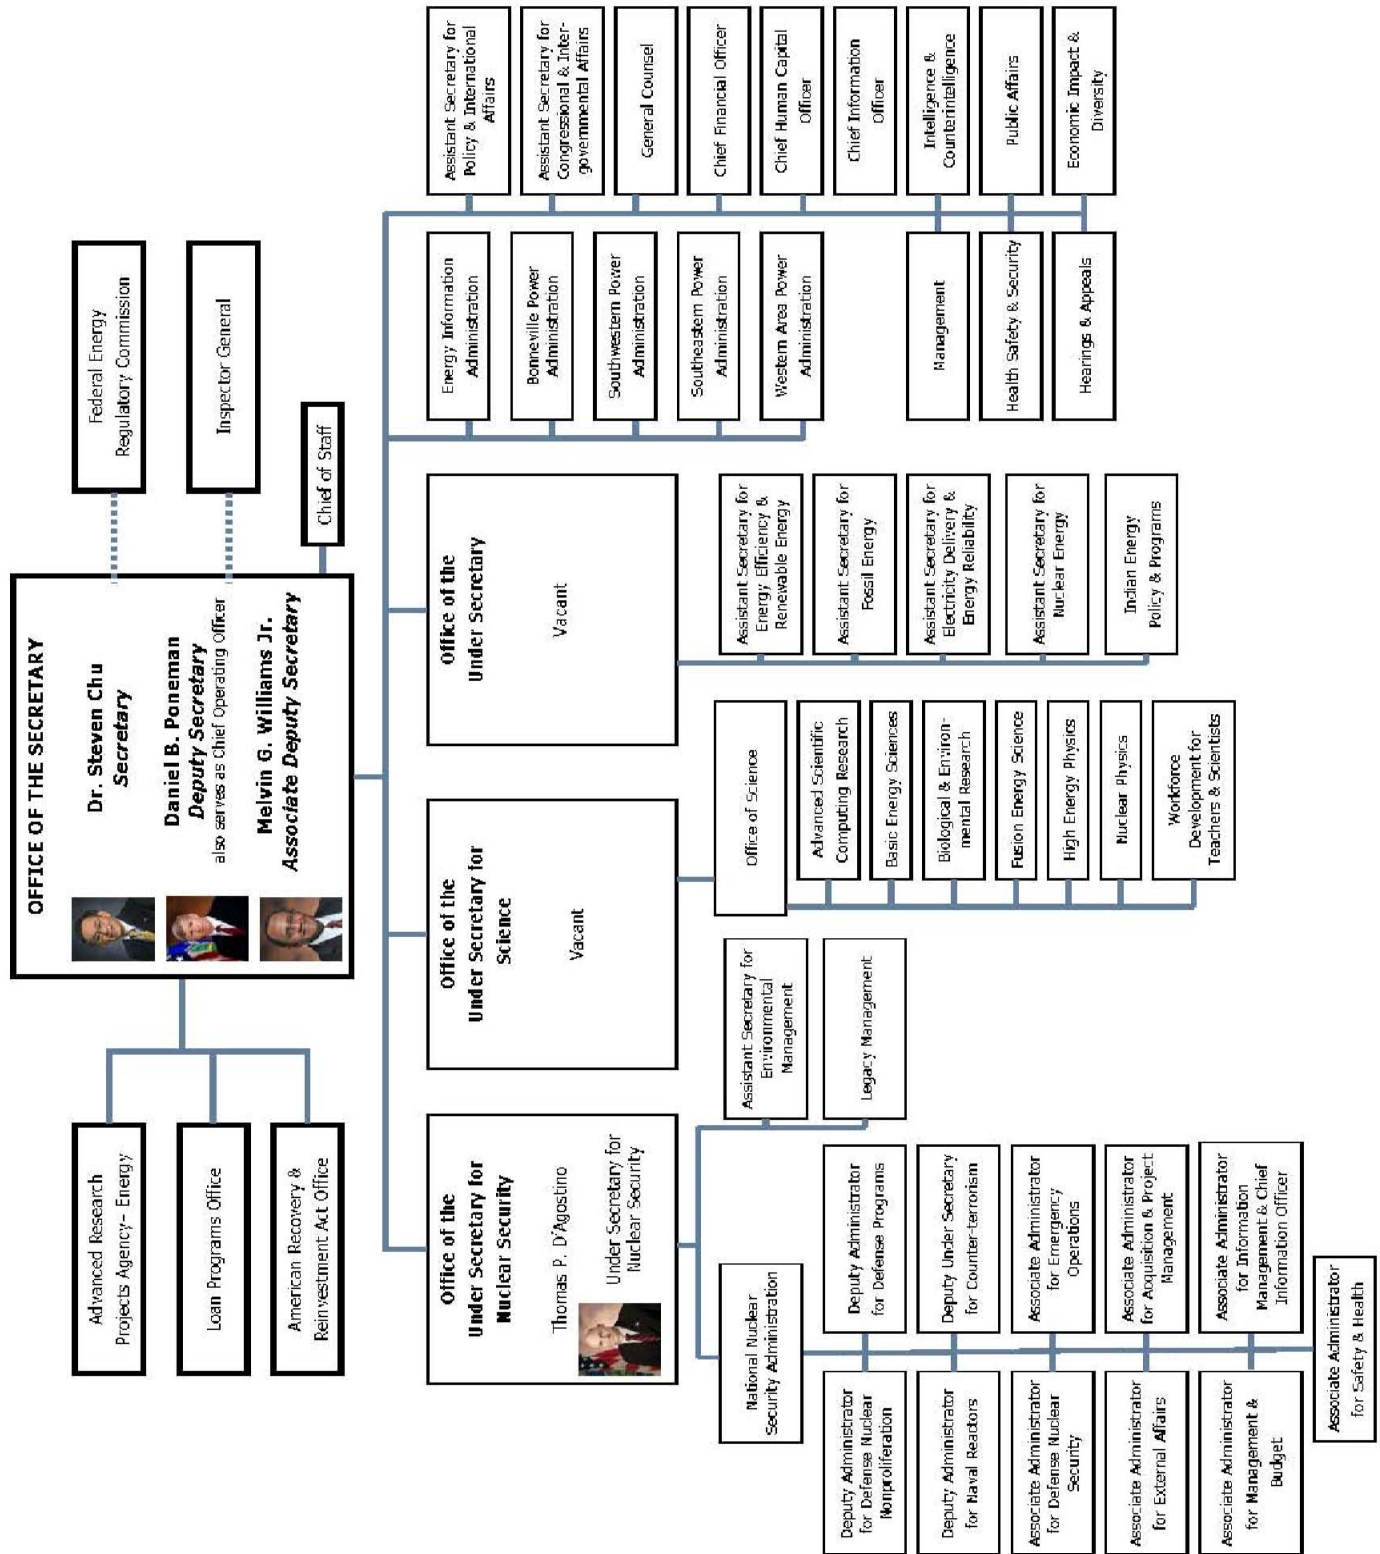 OFFICE OF THE SECRETARY
Dr. Steven Chu
Secretary
Daniel B. Poneman
Deputy Secretary
also serves as Chief Operating Officer
Melvin G. Williams Jr.
Associate Deputy Secretary
Advanced Research
Projects Agency- Energy
Loan Programs Office
American Recovery &
Reinvestment Act Office
Federal Energy
Regulatory Commission
Inspector General
Chief of Staff
Office of the
Under Secretary for
Nuclear Security
Thomas P. D'Agostino
Under Secretary for
Nuclear Security
Office of the
Under Secretary for
Science
Vacant
Office of the
Under Secretary
Vacant
National Nuclear
Security Administration
Deputy Administrator
for Defense Nuclear
Nonproliferation
Deputy Administrator
for Defense Programs
Deputy Administrator
for Naval Reactors
Deputy Under Secretary
for Counter-terrorism
Associate Administrator
for Defense Nuclear
Security
Associate Administrator
for Emergency
Operations
Associate Administrator
for External Affairs
Associate Administrator
for Acquisition & Project
Management
Associate Administrator
for Management &
Budget
Associate Administrator
for Information
Management & Chief
Information Officer
Associate Administrator
for Safety & Health
Assistant Secretary for
Environmental
Management
Legacy Management
Office of Science
Advanced Scientific
Computing Research
Basic Energy Sciences
Biological & Environ-
mental Research
Fusion Energy Science
High Energy Physics
Nuclear Physics
Workforce
Development for
Teachers & Scientists
Assistant Secretary for
Energy Efficiency &
Renewable Energy
Assistant Secretary for
Fossil Energy
Assistant Secretary for
Electricity Delivery &
Energy Reliability
Assistant Secretary for
Nuclear Energy
Indian Energy
Policy & Programs
Energy Information
Administration
Bonneville Power
Administration
Southwestern Power
Administration
Southeastern Power
Administration
Western Area Power
Administration
Management
Health Safety & Security
Hearings & Appeals
Assistant Secretary for
Policy & International
Affairs
Assistant Secretary for
Congressional & Inter-
governmental Affairs
General Counsel
Chief Financial Officer
Chief Human Capital
Officer
Chief Information
Officer
Intelligence &
Counterintelligence
Public Affairs
Economic Impact &
Diversity